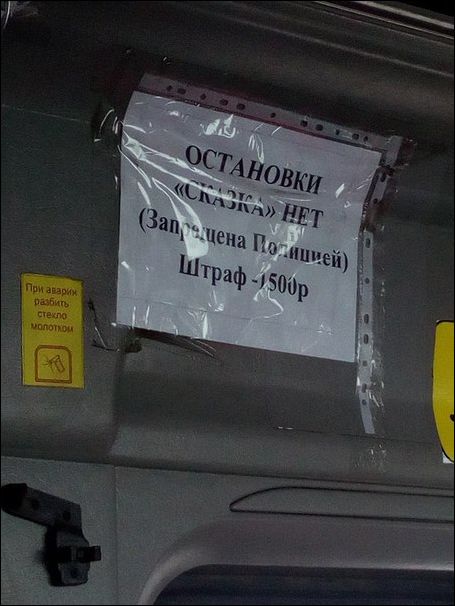 ОСТАНОВКИ
«СКАЗКА» НЕТ
(Запрещена Полицией)
Штраф -1500р
При аварии
разбить
стекло
молотком